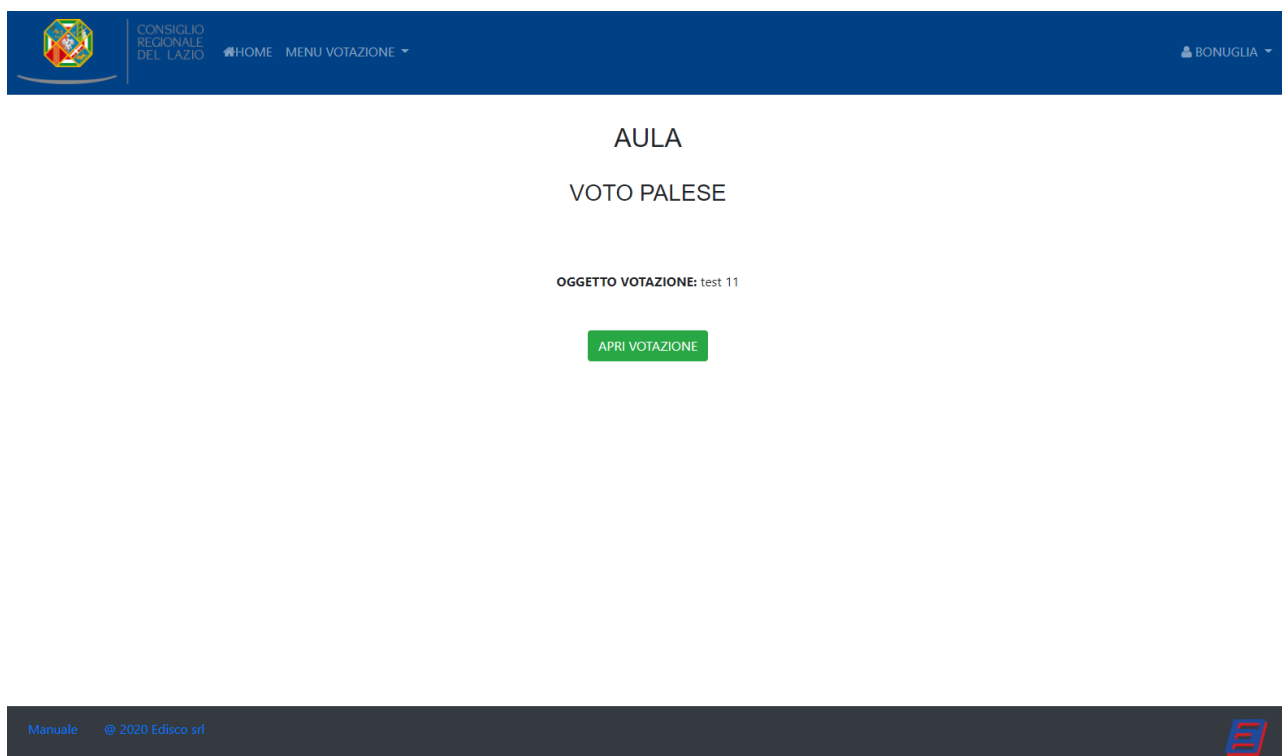 CONSIGLIO
REGIONALE
DEL LAZIO
HOME MENU VOTAZIONE
BONUGLIA
AULA
VOTO PALESE
OGGETTO VOTAZIONE: test 11
APRI VOTAZIONE
Manuale @ 2020 Edisco srl
E